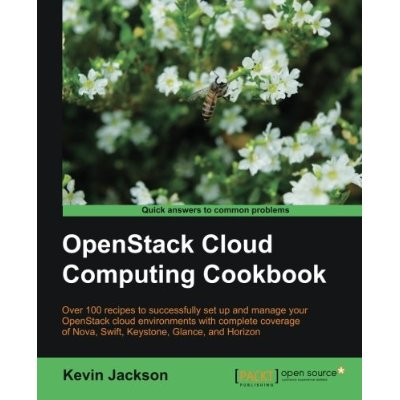 Quick answers to common problems
OpenStack Cloud
Computing Cookbook
Over 100 recipes to successfully set up and manage your
OpenStack cloud environments with complete coverage
of Nova, Swift, Keystone, Glance, and Horizon
Kevin Jackson
[PACKT]
PUBLISHING
open source*